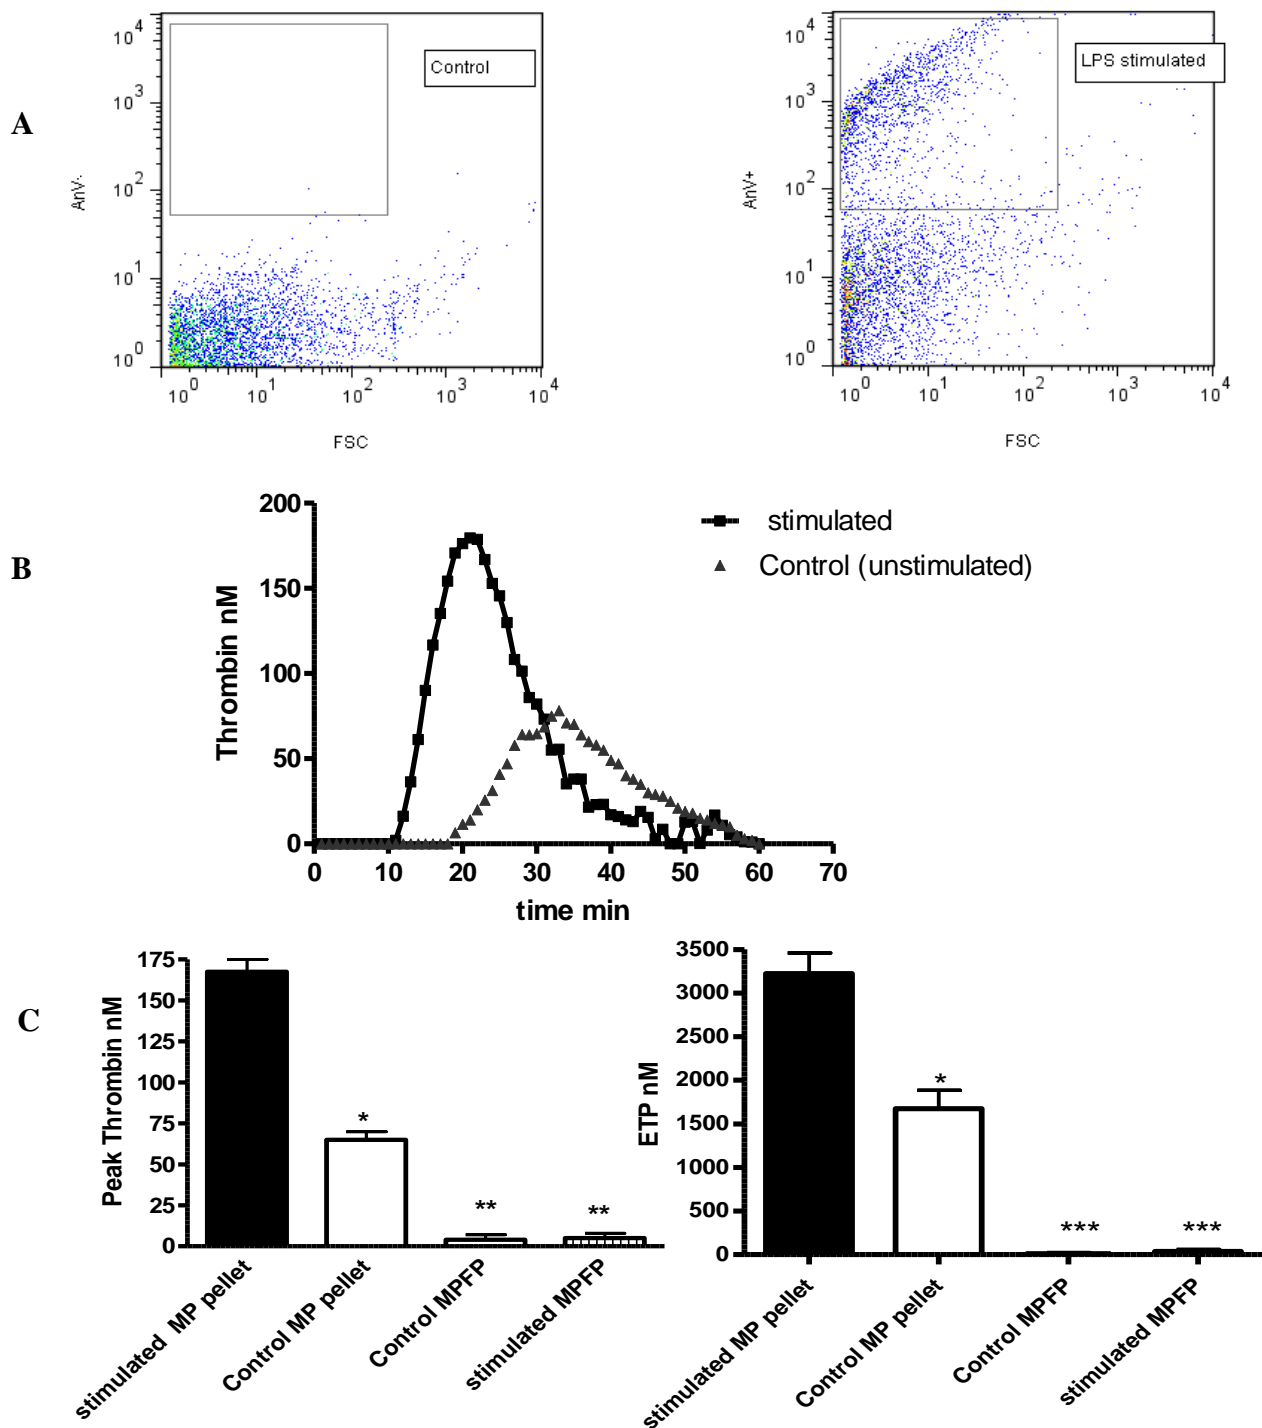 A
Control
10^4
10^3
10^2
10^1
10^0
AnV-
10^0 10^1 10^2 10^3 10^4
FSC
LPS stimulated
10^4
10^3
10^2
10^1
10^0
AnV+
10^0 10^1 10^2 10^3 10^4
FSC
B
200
150
100
50
0
Thrombin nM
0 10 20 30 40 50 60 70
time min
stimulated
Control (unstimulated)
C
175
150
125
100
75
50
25
0
Peak Thrombin nM
*
**
**
stimulated MP pellet
Control MP pellet
Control MPFP
stimulated MPFP
3500
3000
2500
2000
1500
1000
500
0
ETP nM
*
***
***
stimulated MP pellet
Control MP pellet
Control MPFP
stimulated MPFP